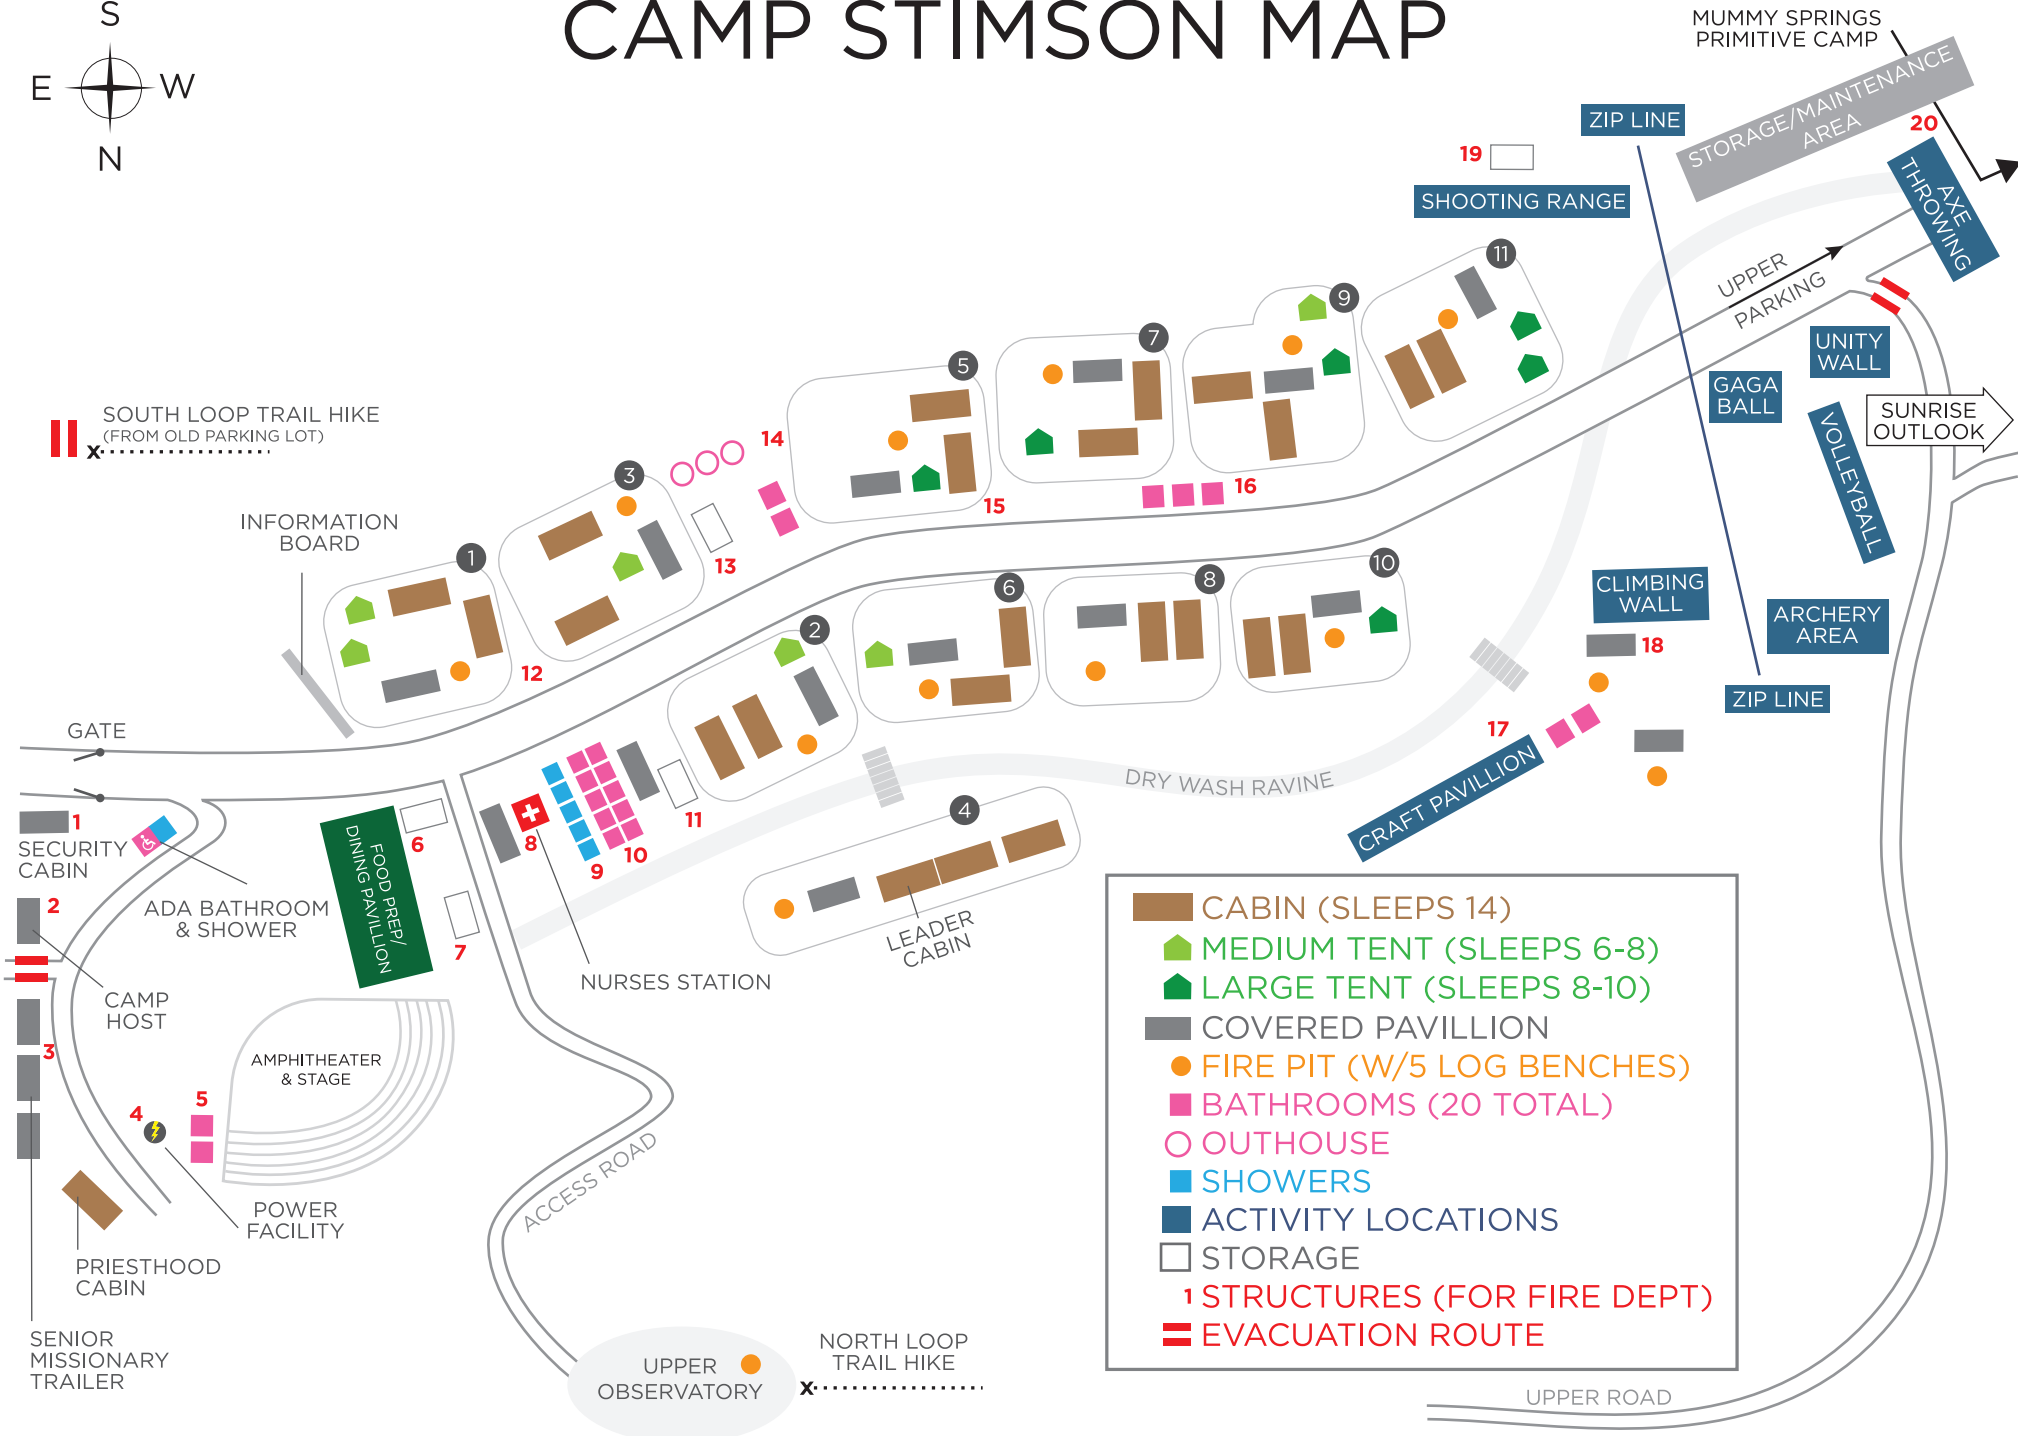 CAMP STIMSON MAP
S
E
W
N
MUMMY SPRINGS
PRIMITIVE CAMP
STORAGE/MAINTENANCE
AREA
20
ZIP LINE
19
SHOOTING RANGE
AXE
THROWING
UPPER
PARKING
UNITY
WALL
GAGA
BALL
SUNRISE
OUTLOOK
VOLLEYBALL
11
9
7
5
3
1
SOUTH LOOP TRAIL HIKE
(FROM OLD PARKING LOT)
x
14
15
16
13
12
INFORMATION
BOARD
10
8
6
2
4
CLIMBING
WALL
18
ARCHERY
AREA
ZIP LINE
17
CRAFT PAVILLION
DRY WASH RAVINE
GATE
1
SECURITY
CABIN
2
ADA BATHROOM
& SHOWER
FOOD PREP/
DINING PAVILLION
6
7
8
9
10
11
NURSES STATION
LEADER
CABIN
CAMP
HOST
3
AMPHITHEATER
& STAGE
4
5
POWER
FACILITY
PRIESTHOOD
CABIN
SENIOR
MISSIONARY
TRAILER
ACCESS ROAD
UPPER
OBSERVATORY
NORTH LOOP
TRAIL HIKE
x
CABIN (SLEEPS 14)
MEDIUM TENT (SLEEPS 6-8)
LARGE TENT (SLEEPS 8-10)
COVERED PAVILLION
FIRE PIT (W/5 LOG BENCHES)
BATHROOMS (20 TOTAL)
OUTHOUSE
SHOWERS
ACTIVITY LOCATIONS
STORAGE
1 STRUCTURES (FOR FIRE DEPT)
EVACUATION ROUTE
UPPER ROAD